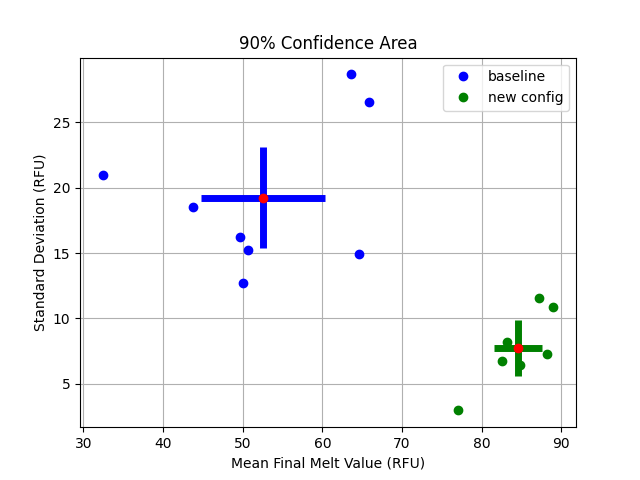 90% Confidence Area
baseline
new config
25
20
15
10
5
Standard Deviation (RFU)
30 40 50 60 70 80 90
Mean Final Melt Value (RFU)